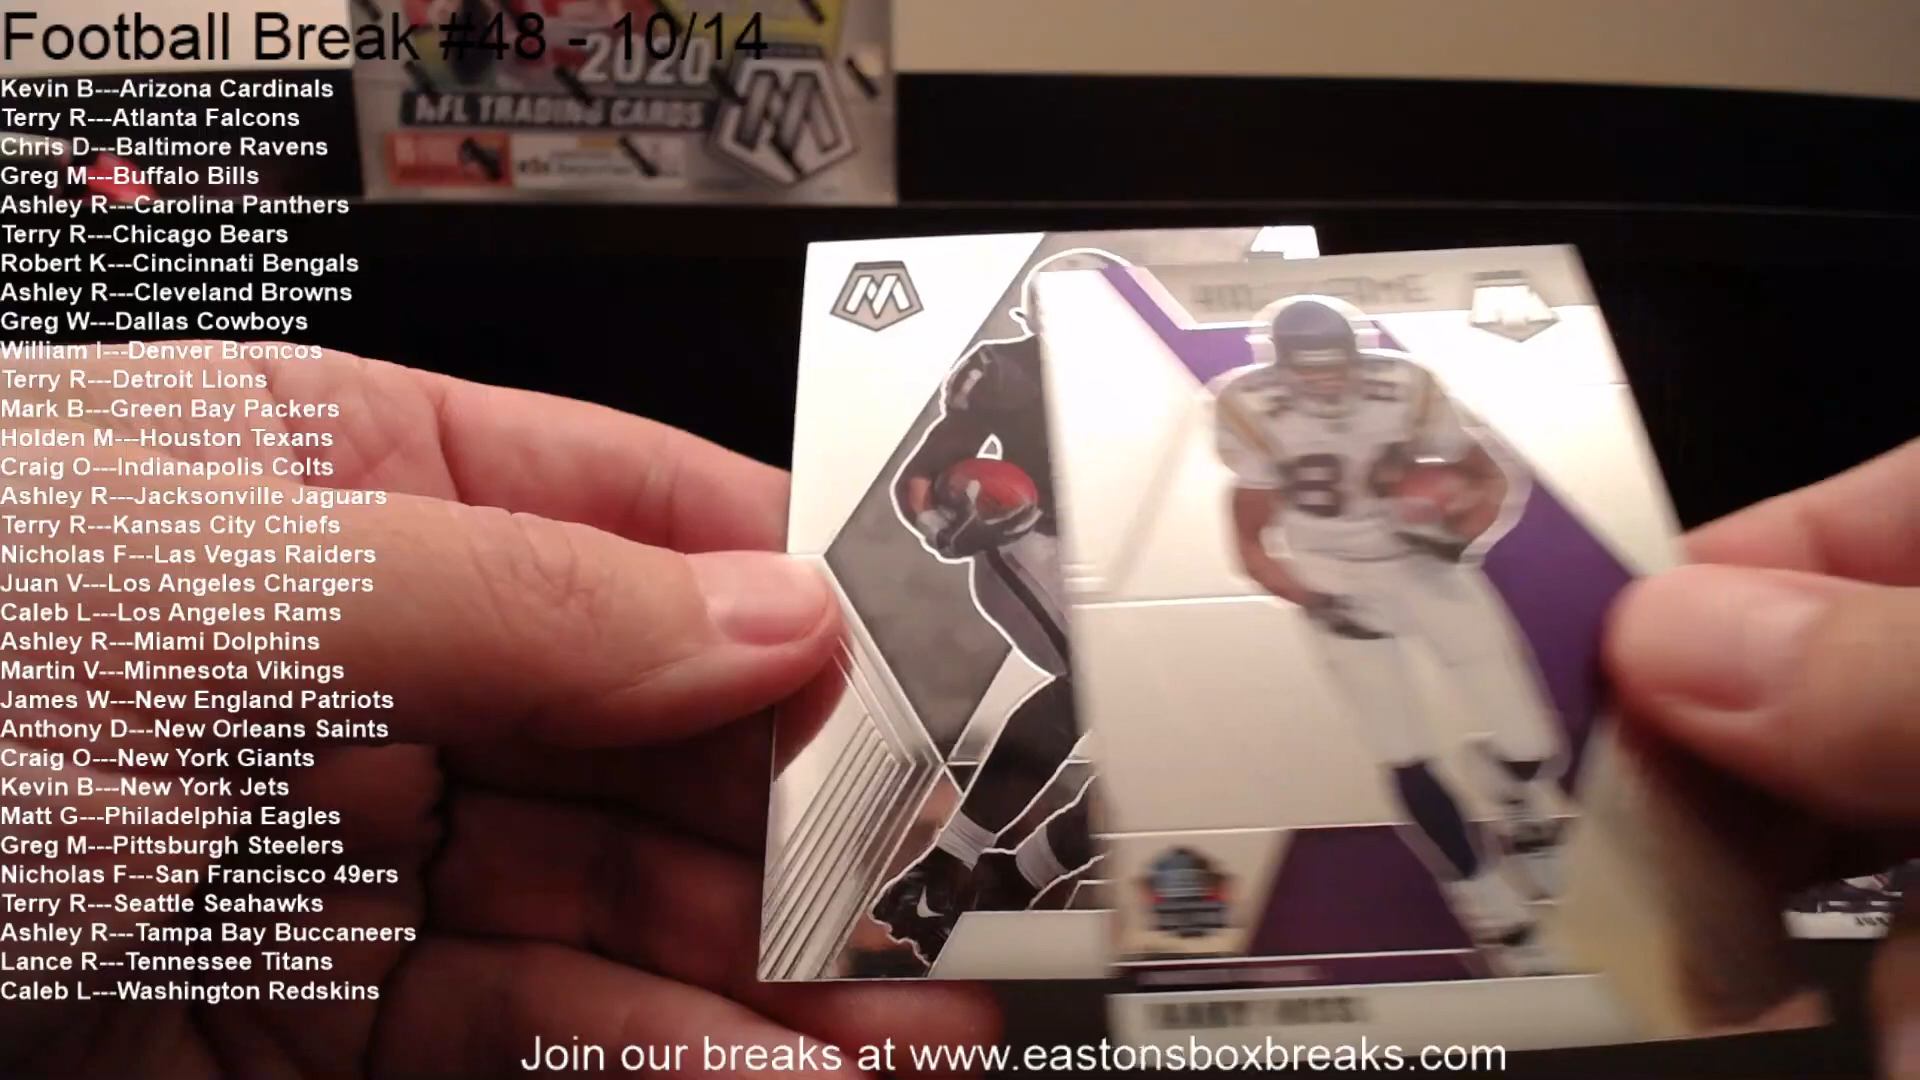 Football Break #48 - 10/14
Kevin B---Arizona Cardinals
Terry R---Atlanta Falcons
Chris D---Baltimore Ravens
Greg M---Buffalo Bills
Ashley R---Carolina Panthers
Terry R---Chicago Bears
Robert K---Cincinnati Bengals
Ashley R---Cleveland Browns
Greg W---Dallas Cowboys
William I---Denver Broncos
Terry R---Detroit Lions
Mark B---Green Bay Packers
Holden M---Houston Texans
Craig O---Indianapolis Colts
Ashley R---Jacksonville Jaguars
Terry R---Kansas City Chiefs
Nicholas F---Las Vegas Raiders
Juan V---Los Angeles Chargers
Caleb L---Los Angeles Rams
Ashley R---Miami Dolphins
Martin V---Minnesota Vikings
James W---New England Patriots
Anthony D---New Orleans Saints
Craig O---New York Giants
Kevin B---New York Jets
Matt G---Philadelphia Eagles
Greg M---Pittsburgh Steelers
Nicholas F---San Francisco 49ers
Terry R---Seattle Seahawks
Ashley R---Tampa Bay Buccaneers
Lance R---Tennessee Titans
Caleb L---Washington Redskins
2020
NFL TRADING CARDS
Join our breaks at www.eastonsboxbreaks.com